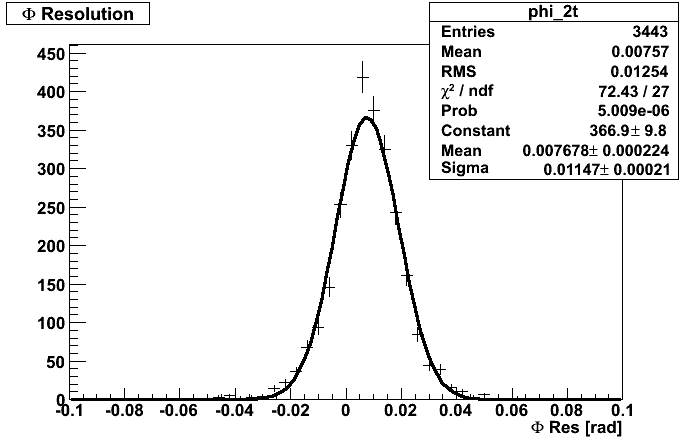 Φ Resolution
phi_2t
Entries 3443
Mean 0.00757
RMS 0.01254
χ² / ndf 72.43 / 27
Prob 5.009e-06
Constant 366.9 ± 9.8
Mean 0.007678 ± 0.000224
Sigma 0.01147 ± 0.00021
450
400
350
300
250
200
150
100
50
0
-0.1 -0.08 -0.06 -0.04 -0.02 0 0.02 0.04 0.06 0.08 0.1
Φ Res [rad]